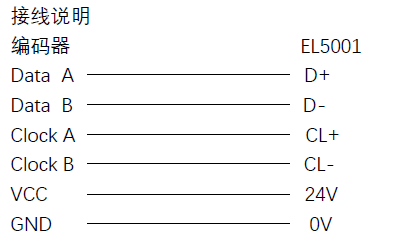 接线说明
编码器 EL5001
Data A D+
Data B D-
Clock A CL+
Clock B CL-
VCC 24V
GND 0V